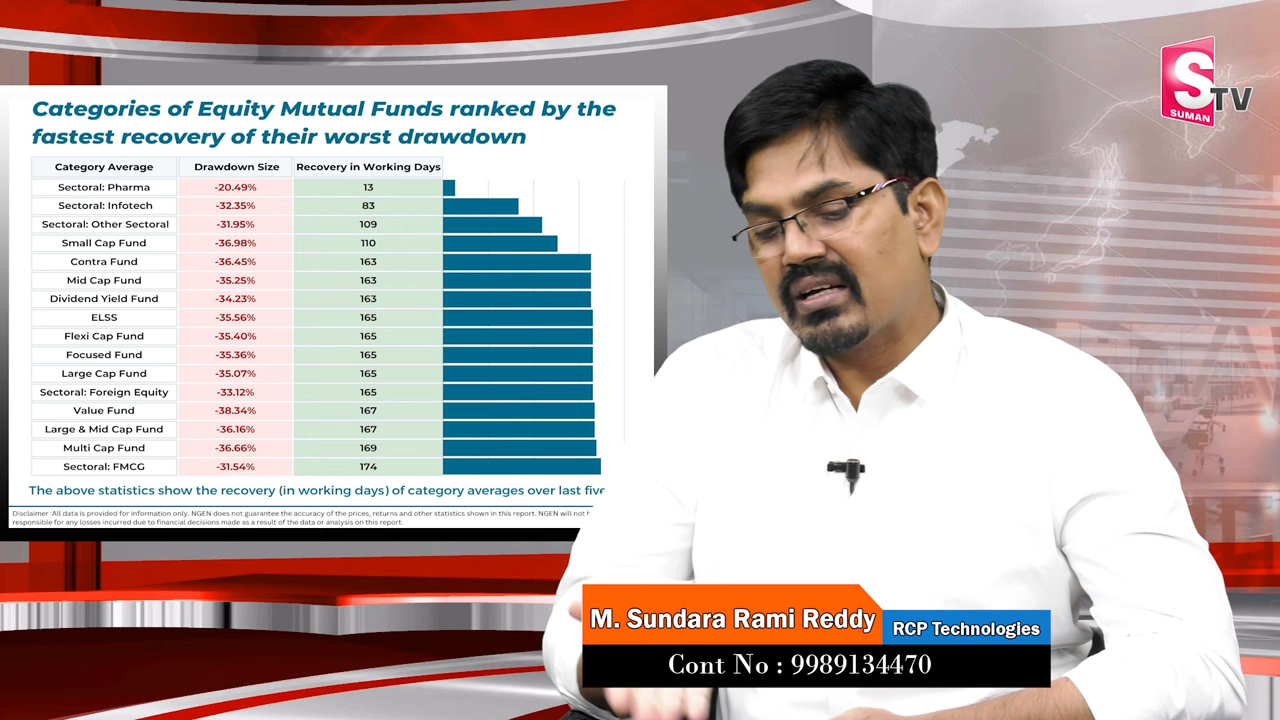 Categories of Equity Mutual Funds ranked by the
fastest recovery of their worst drawdown
Category Average Drawdown Size Recovery in Working Days
Sectoral: Pharma -20.49% 13
Sectoral: Infotech -32.35% 83
Sectoral: Other Sectoral -31.95% 109
Small Cap Fund -36.98% 110
Contra Fund -36.45% 163
Mid Cap Fund -35.25% 163
Dividend Yield Fund -34.23% 163
ELSS -35.56% 165
Flexi Cap Fund -35.40% 165
Focused Fund -35.36% 165
Large Cap Fund -35.07% 165
Sectoral: Foreign Equity -33.12% 165
Value Fund -38.34% 167
Large & Mid Cap Fund -36.16% 167
Multi Cap Fund -36.66% 169
Sectoral: FMCG -31.54% 174
The above statistics show the recovery (in working days) of category averages over last five
Disclaimer :All data is provided for information only. NGEN does not guarantee the accuracy of the prices, returns and other statistics shown in this report. NGEN will not
responsible for any losses incurred due to financial decisions made as a result of the data or analysis on this report.
S TV
SUMAN
M. Sundara Rami Reddy
RCP Technologies
Cont No : 9989134470